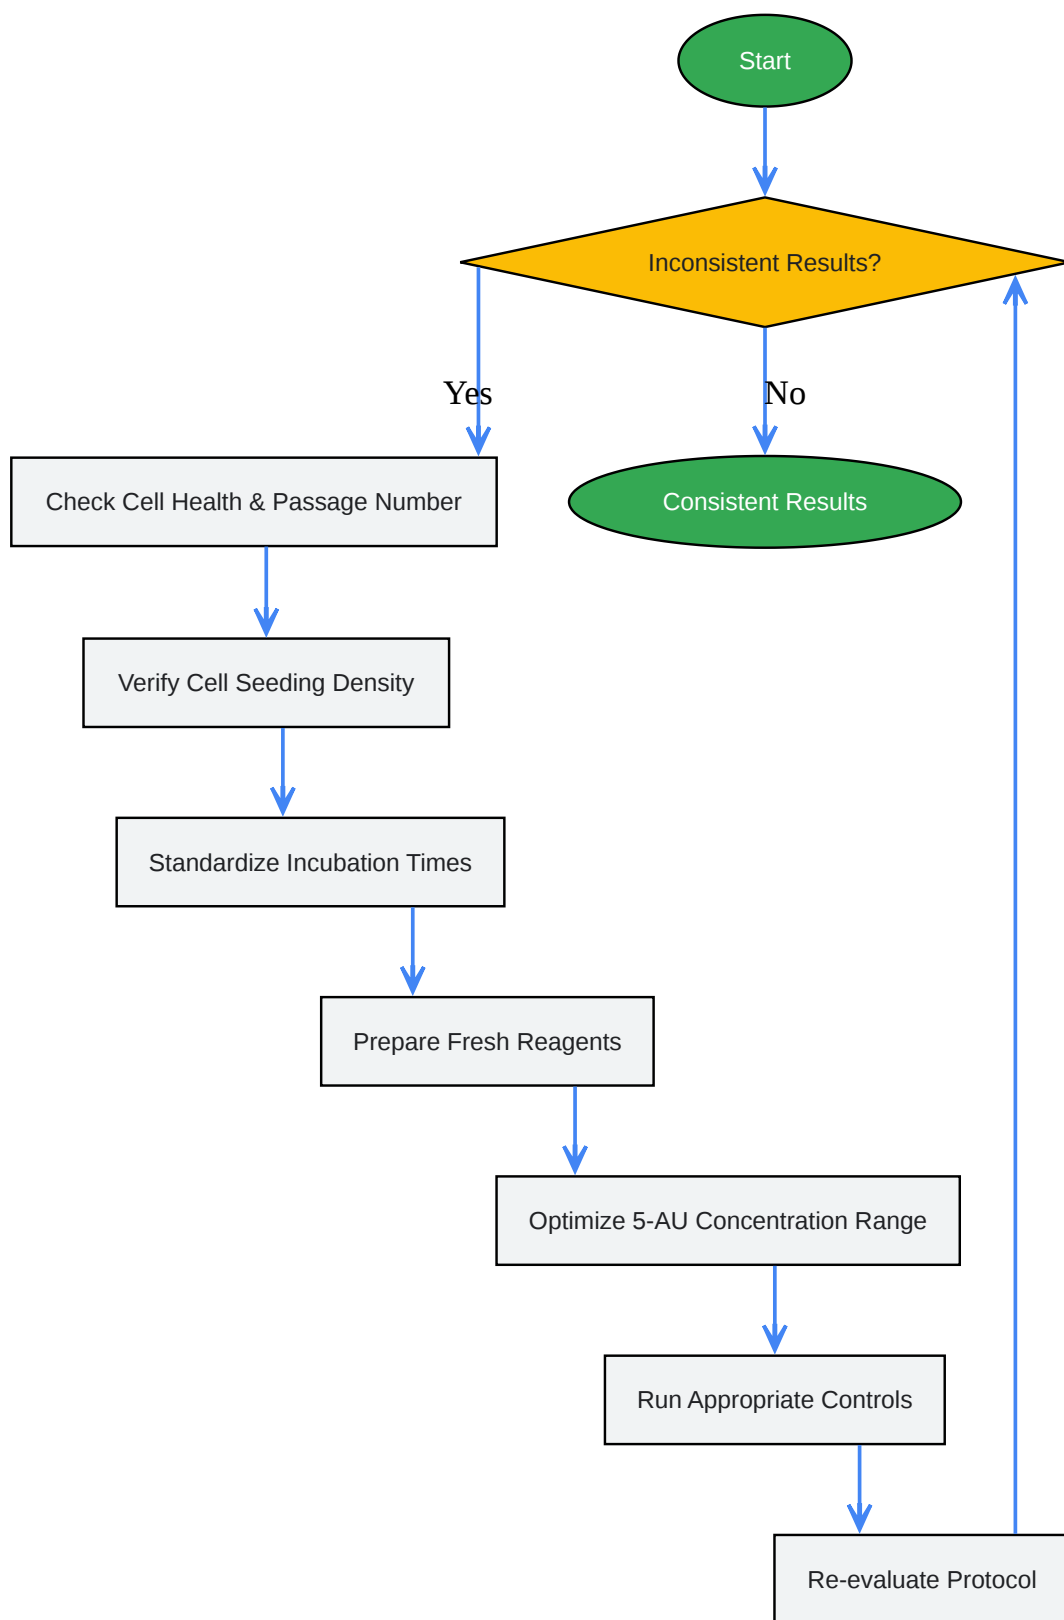 Start
Inconsistent Results?
Yes
No
Check Cell Health & Passage Number
Consistent Results
Verify Cell Seeding Density
Standardize Incubation Times
Prepare Fresh Reagents
Optimize 5-AU Concentration Range
Run Appropriate Controls
Re-evaluate Protocol